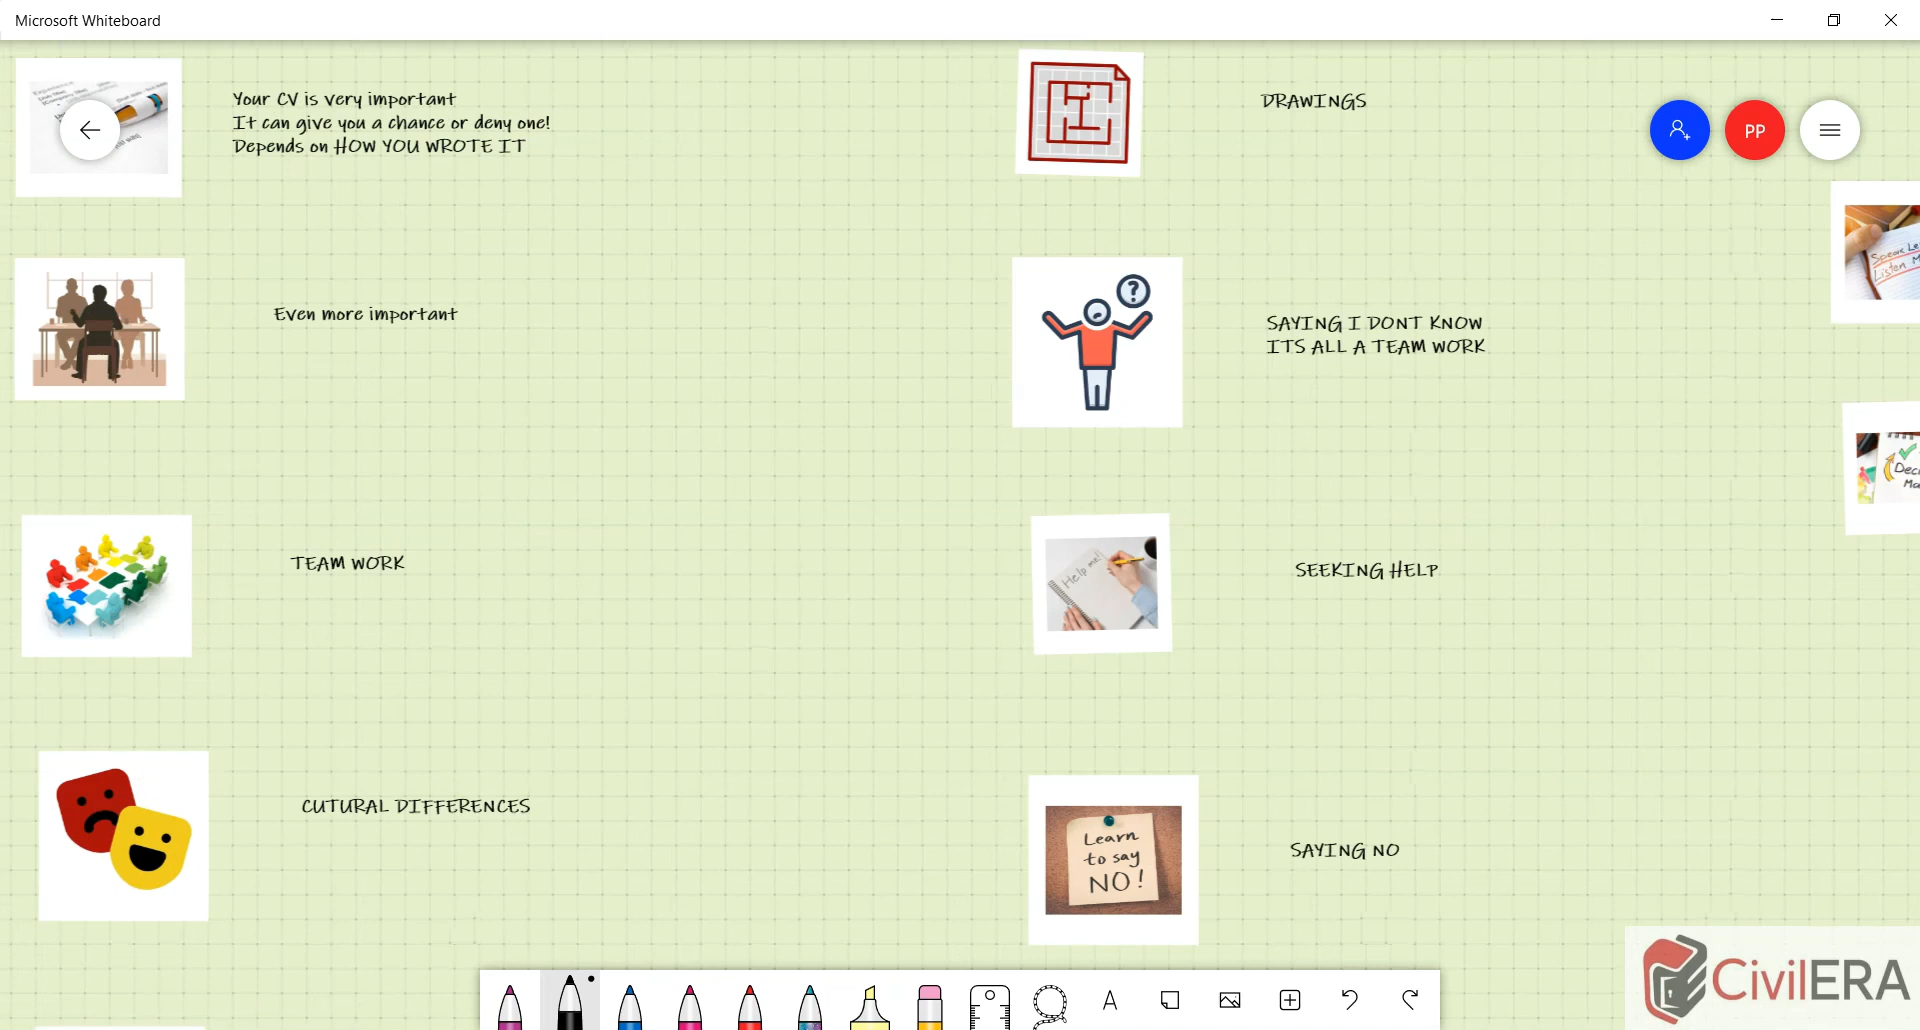 Microsoft Whiteboard
Your CV is very important
It can give you a chance or deny one!
Depends on HOW YOU WROTE IT
DRAWINGS
PP
Even more important
?
SAYING I DONT KNOW
ITS ALL A TEAM WORK
Listen
TEAM WORK
Help me!
SEEKING HELP
CUTURAL DIFFERENCES
Learn
to say
NO!
SAYING NO
A
CivilERA